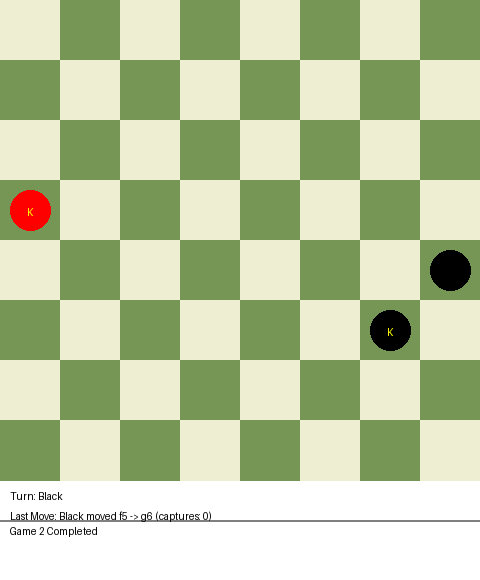 K
K
Turn: Black
Last Move: Black moved f5 -> g6 (captures: 0)
Game 2 Completed